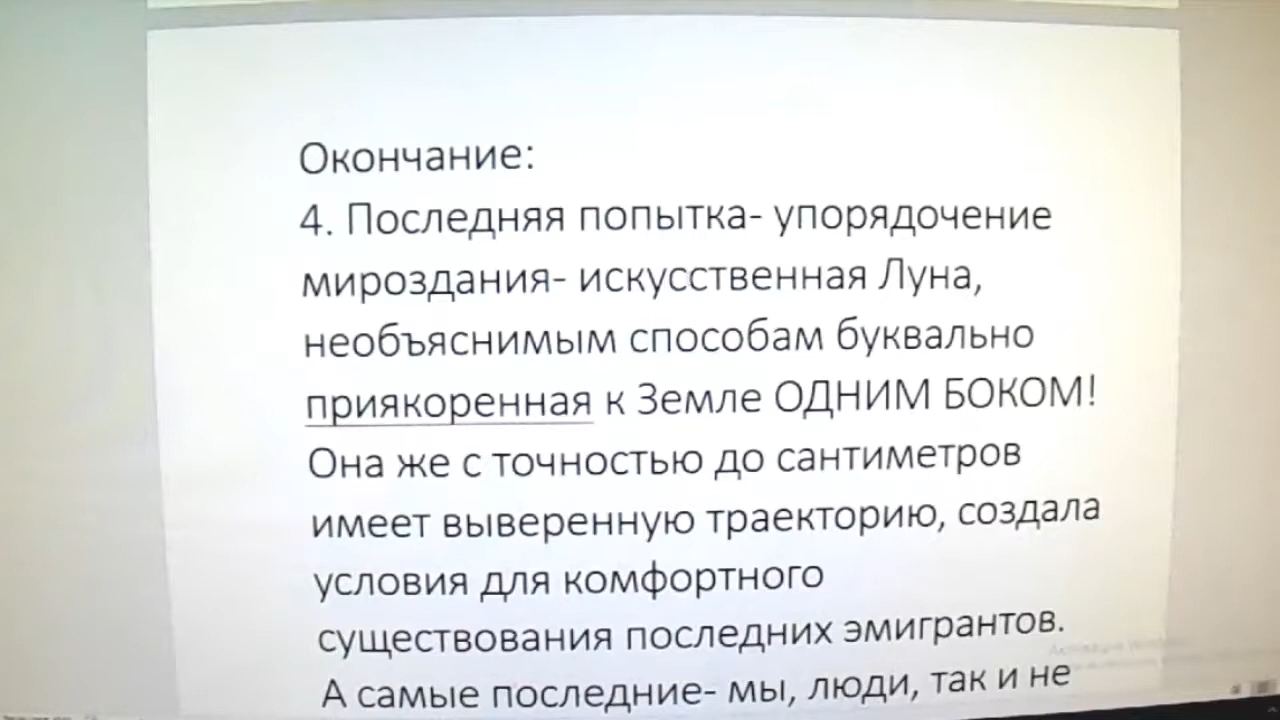 Окончание:
4. Последняя попытка- упорядочение
мироздания- искусственная Луна,
необъяснимым способам буквально
приякоренная к Земле ОДНИМ БОКОМ!
Она же с точностью до сантиметров
имеет выверенную траекторию, создала
условия для комфортного
существования последних эмигрантов.
А самые последние- мы, люди, так и не